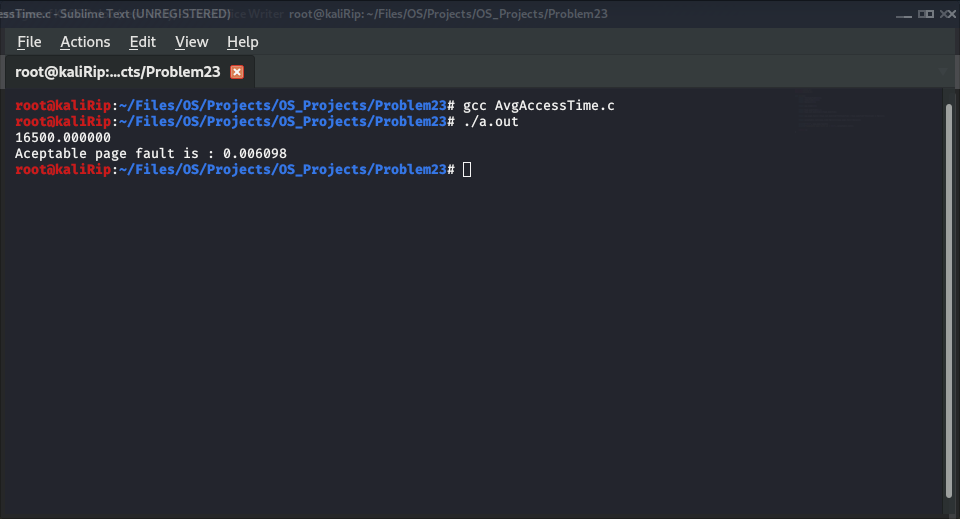 essTime.c - Sublime Text (UNREGISTERED) ice Writer root@kaliRip: ~/Files/OS/Projects/OS_Projects/Problem23
File Actions Edit View Help
root@kaliRip:...cts/Problem23
root@kaliRip:~/Files/OS/Projects/OS_Projects/Problem23# gcc AvgAccessTime.c
root@kaliRip:~/Files/OS/Projects/OS_Projects/Problem23# ./a.out
16500.000000
Aceptable page fault is : 0.006098
root@kaliRip:~/Files/OS/Projects/OS_Projects/Problem23#